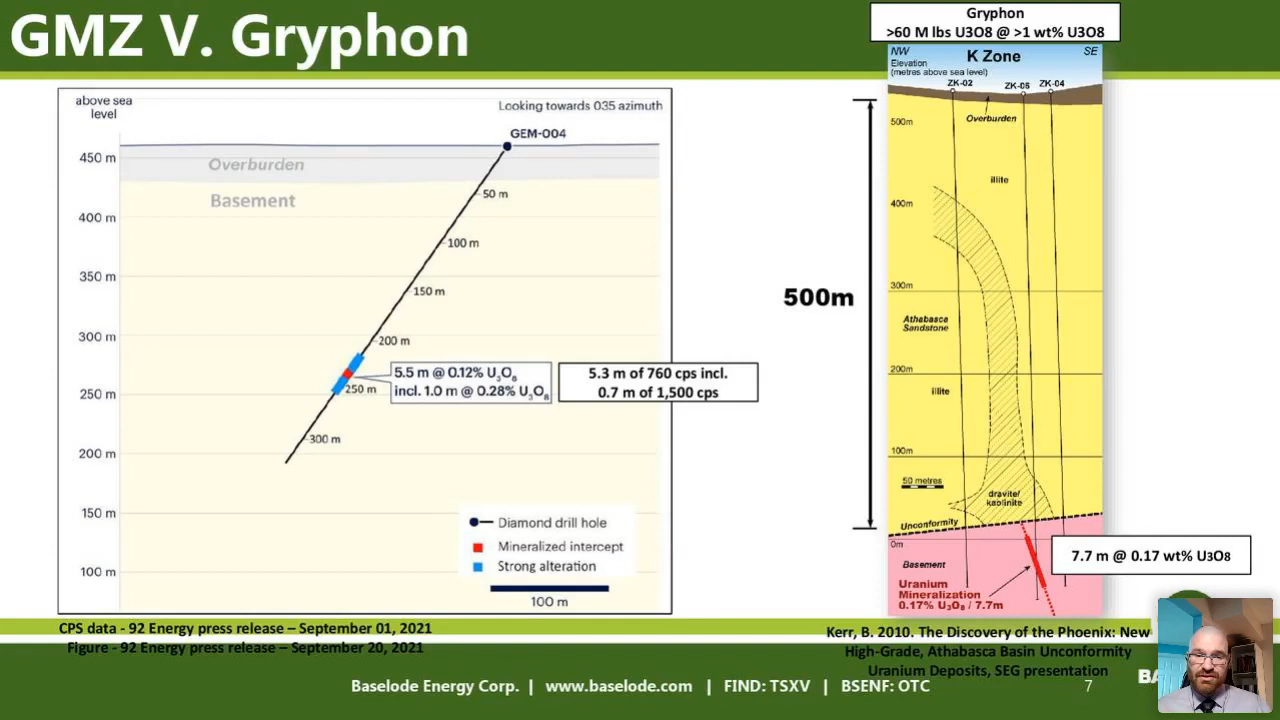 GMZ V. Gryphon
above sea
level
Looking towards 035 azimuth
GEM-004
450 m
Overburden
Basement
50 m
400 m
100 m
350 m
150 m
300 m
200 m
5.5 m @ 0.12% U₃O₈
incl. 1.0 m @ 0.28% U₃O₈
5.3 m of 760 cps incl.
0.7 m of 1,500 cps
250 m
250 m
300 m
200 m
150 m
100 m
Diamond drill hole
Mineralized intercept
Strong alteration
100 m
CPS data - 92 Energy press release – September 01, 2021
Figure - 92 Energy press release – September 20, 2021
Gryphon
>60 M lbs U3O8 @ >1 wt% U3O8
NW
K Zone
SE
Elevation
(metres above sea level)
ZK-02
ZK-05
ZK-04
Overburden
500m
illite
400m
500m
300m
Athabasca
Sandstone
200m
illite
100m
50 metres
dravite/
kaolinite
Unconformity
0m
Basement
7.7 m @ 0.17 wt% U3O8
Uranium
Mineralization
0.17% U₃O₈ / 7.7m
Kerr, B. 2010. The Discovery of the Phoenix: New
High-Grade, Athabasca Basin Unconformity
Uranium Deposits, SEG presentation
Baselode Energy Corp. | www.baselode.com | FIND: TSXV | BSENF: OTC
7
BA